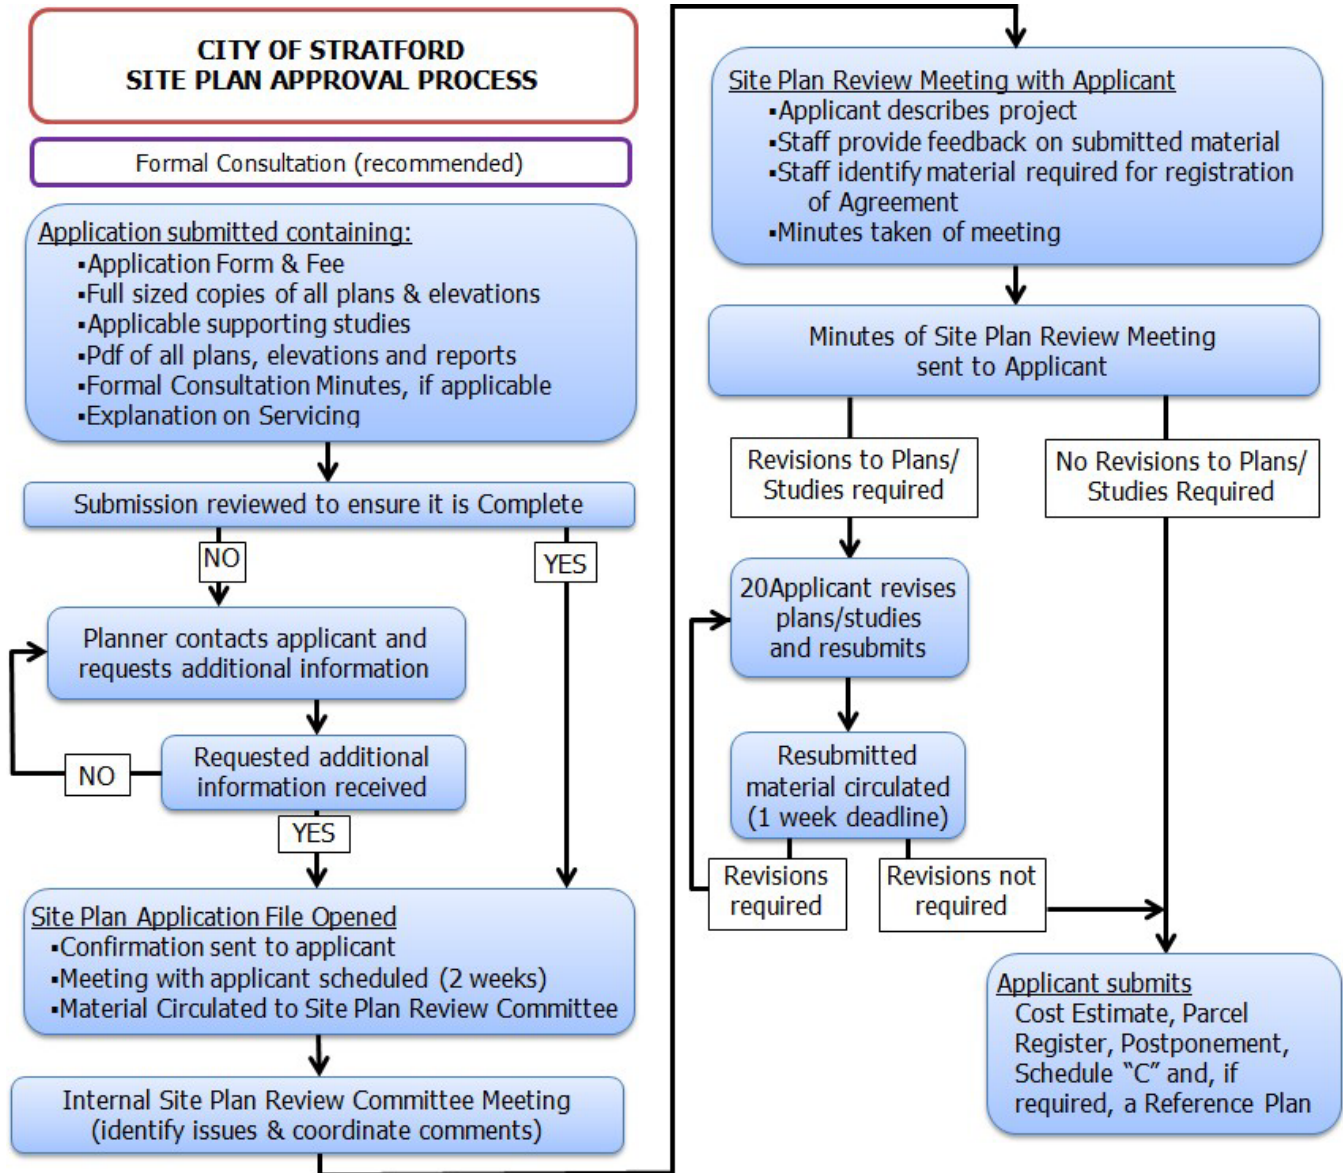 CITY OF STRATFORD
SITE PLAN APPROVAL PROCESS
Formal Consultation (recommended)
Application submitted containing:
▪Application Form & Fee
▪Full sized copies of all plans & elevations
▪Applicable supporting studies
▪Pdf of all plans, elevations and reports
▪Formal Consultation Minutes, if applicable
▪Explanation on Servicing
Submission reviewed to ensure it is Complete
NO
YES
Planner contacts applicant and
requests additional information
Requested additional
information received
NO
YES
Site Plan Application File Opened
▪Confirmation sent to applicant
▪Meeting with applicant scheduled (2 weeks)
▪Material Circulated to Site Plan Review Committee
Internal Site Plan Review Committee Meeting
(identify issues & coordinate comments)
Site Plan Review Meeting with Applicant
▪Applicant describes project
▪Staff provide feedback on submitted material
▪Staff identify material required for registration
of Agreement
▪Minutes taken of meeting
Minutes of Site Plan Review Meeting
sent to Applicant
Revisions to Plans/
Studies required
No Revisions to Plans/
Studies Required
20Applicant revises
plans/studies
and resubmits
Resubmitted
material circulated
(1 week deadline)
Revisions
required
Revisions not
required
Applicant submits
Cost Estimate, Parcel
Register, Postponement,
Schedule “C” and, if
required, a Reference Plan